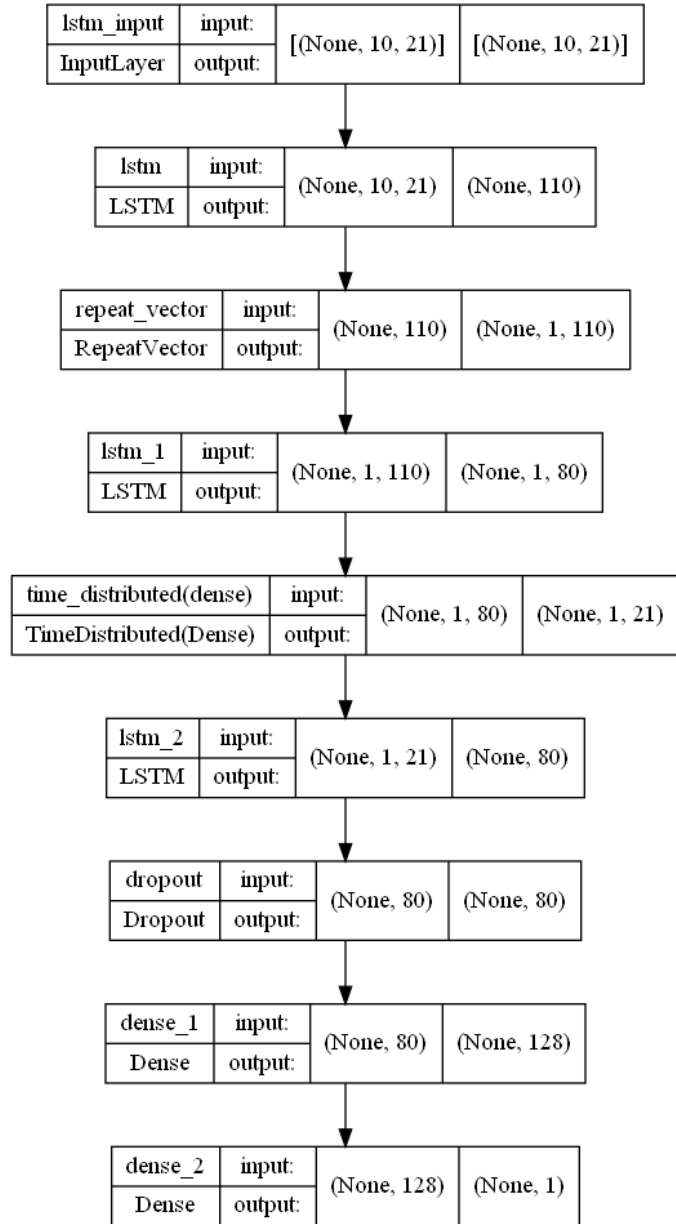 lstm_input input: [(None, 10, 21)] [(None, 10, 21)]
InputLayer output:
lstm input: (None, 10, 21) (None, 110)
LSTM output:
repeat_vector input: (None, 110) (None, 1, 110)
RepeatVector output:
lstm_1 input: (None, 1, 110) (None, 1, 80)
LSTM output:
time_distributed(dense) input: (None, 1, 80) (None, 1, 21)
TimeDistributed(Dense) output:
lstm_2 input: (None, 1, 21) (None, 80)
LSTM output:
dropout input: (None, 80) (None, 80)
Dropout output:
dense_1 input: (None, 80) (None, 128)
Dense output:
dense_2 input: (None, 128) (None, 1)
Dense output: